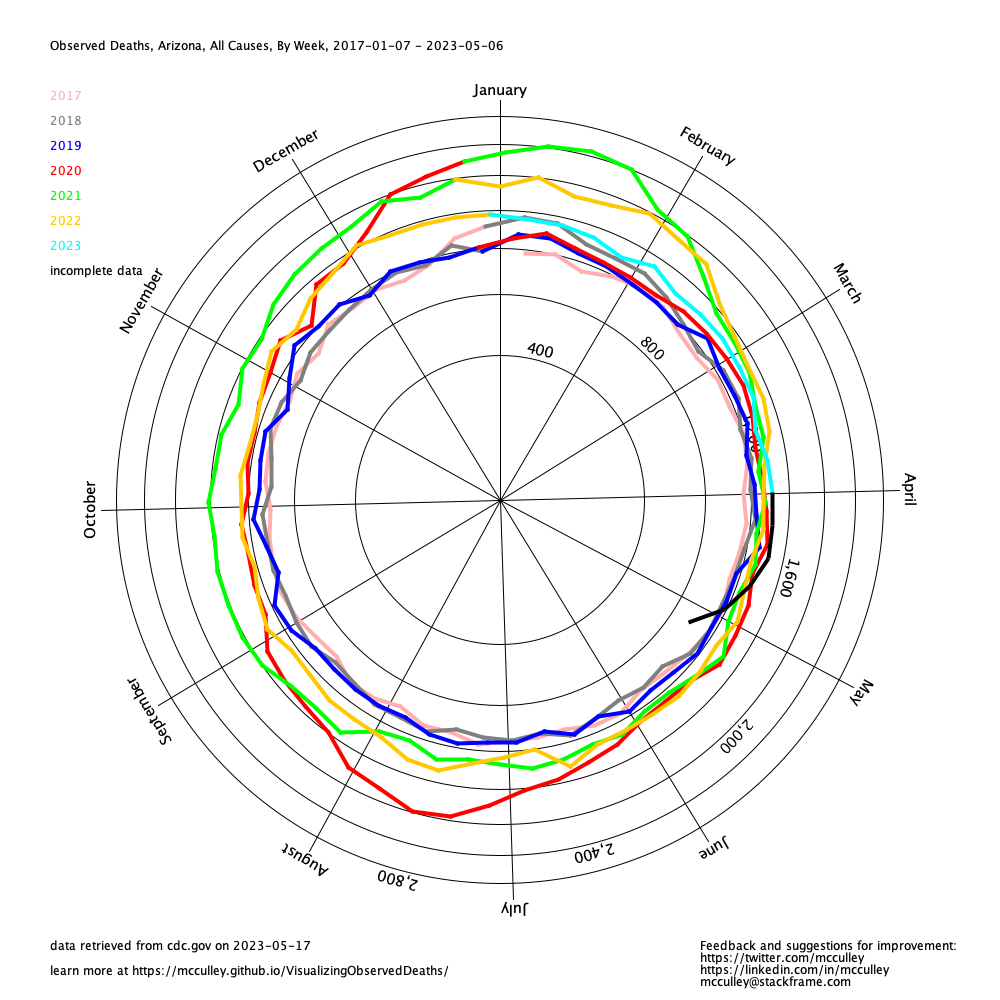 Observed Deaths, Arizona, All Causes, By Week, 2017-01-07 - 2023-05-06
January
2017
2018
2019
2020
2021
2022
2023
incomplete data
December
February
November
March
400
800
October
April
1,600
September
May
2,000
August
June
2,400
2,800
July
data retrieved from cdc.gov on 2023-05-17
learn more at https://mcculley.github.io/VisualizingObservedDeaths/
Feedback and suggestions for improvement:
https://twitter.com/mcculley
https://linkedin.com/in/mcculley
mcculley@stackframe.com